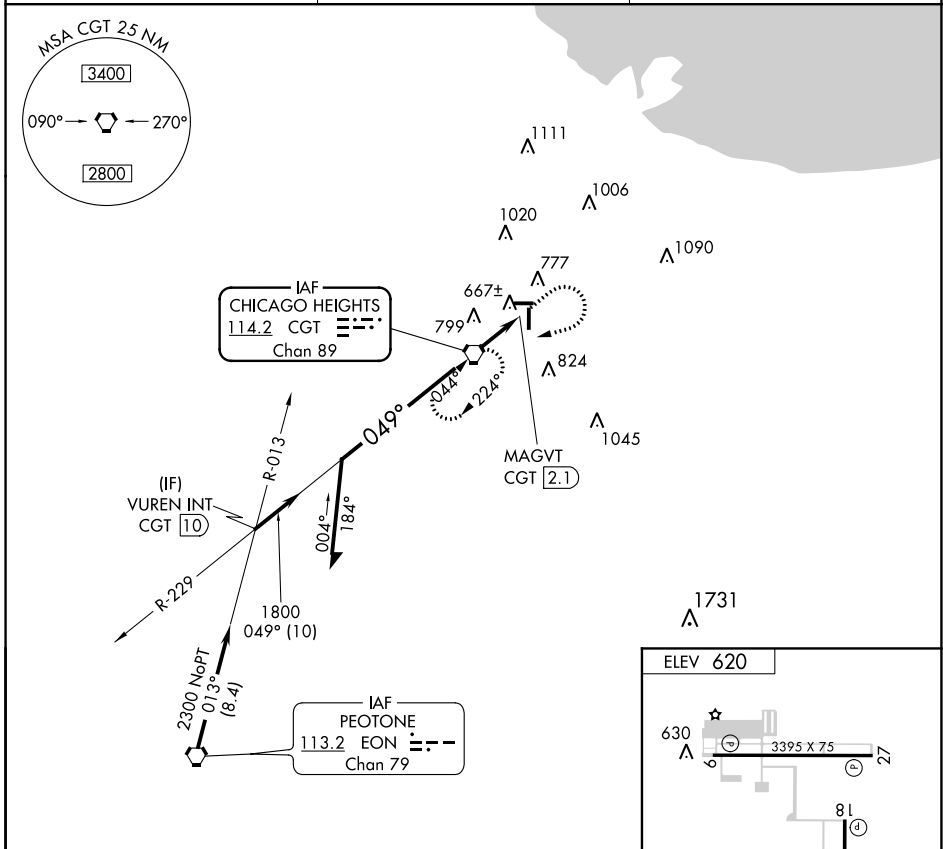 MSA CGT 25 NM
3400
090°
270°
2800
1111
1006
1020
1090
777
667±
799
824
1045
IAF
CHICAGO HEIGHTS
114.2 CGT
Chan 89
044°
224°
049°
MAGVT
CGT 2.1
R-013
(IF)
VUREN INT
CGT 10
004°
184°
R-229
1800
049° (10)
1731
2300 NoPT
013°
(8.4)
IAF
PEOTONE
113.2 EON
Chan 79
ELEV 620
630
P
3395 X 75
9
27
P
18
P